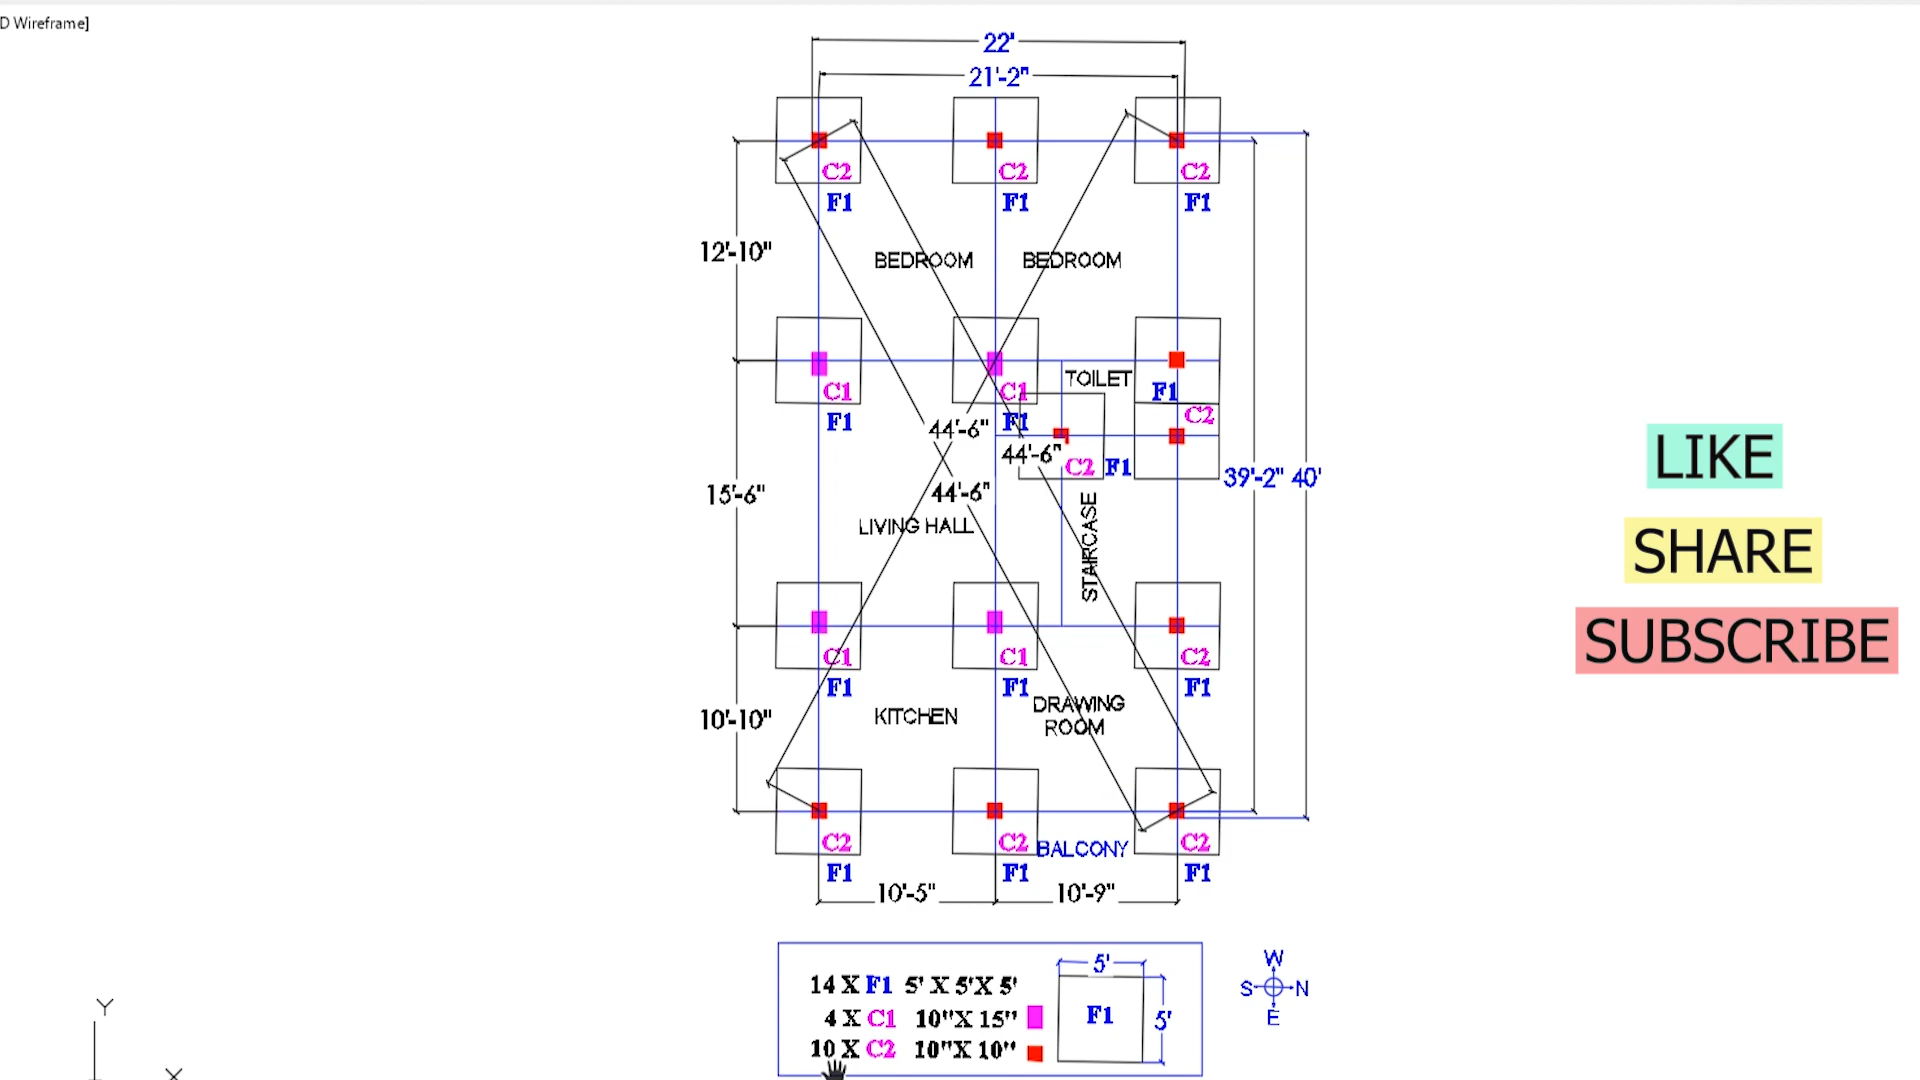 D Wireframe]
22'
21'-2"
C2 C2 C2
F1 F1 F1
12'-10"
BEDROOM BEDROOM
TOILET
C1 C1 F1
F1 F1 C2
44'-6"
44'-6"
C2 F1
39'-2" 40'
15'-6"
44'-6"
LIVING HALL
STAIRCASE
C1 C1 C2
F1 F1 F1
10'-10"
KITCHEN
DRAWING
ROOM
C2 C2 BALCONY C2
F1 F1 F1
10'-5" 10'-9"
14 X F1 5' X 5'X 5'
4 X C1 10"X 15"
10 X C2 10"X 10"
5'
F1
5'
W
S N
E
Y
X
LIKE
SHARE
SUBSCRIBE